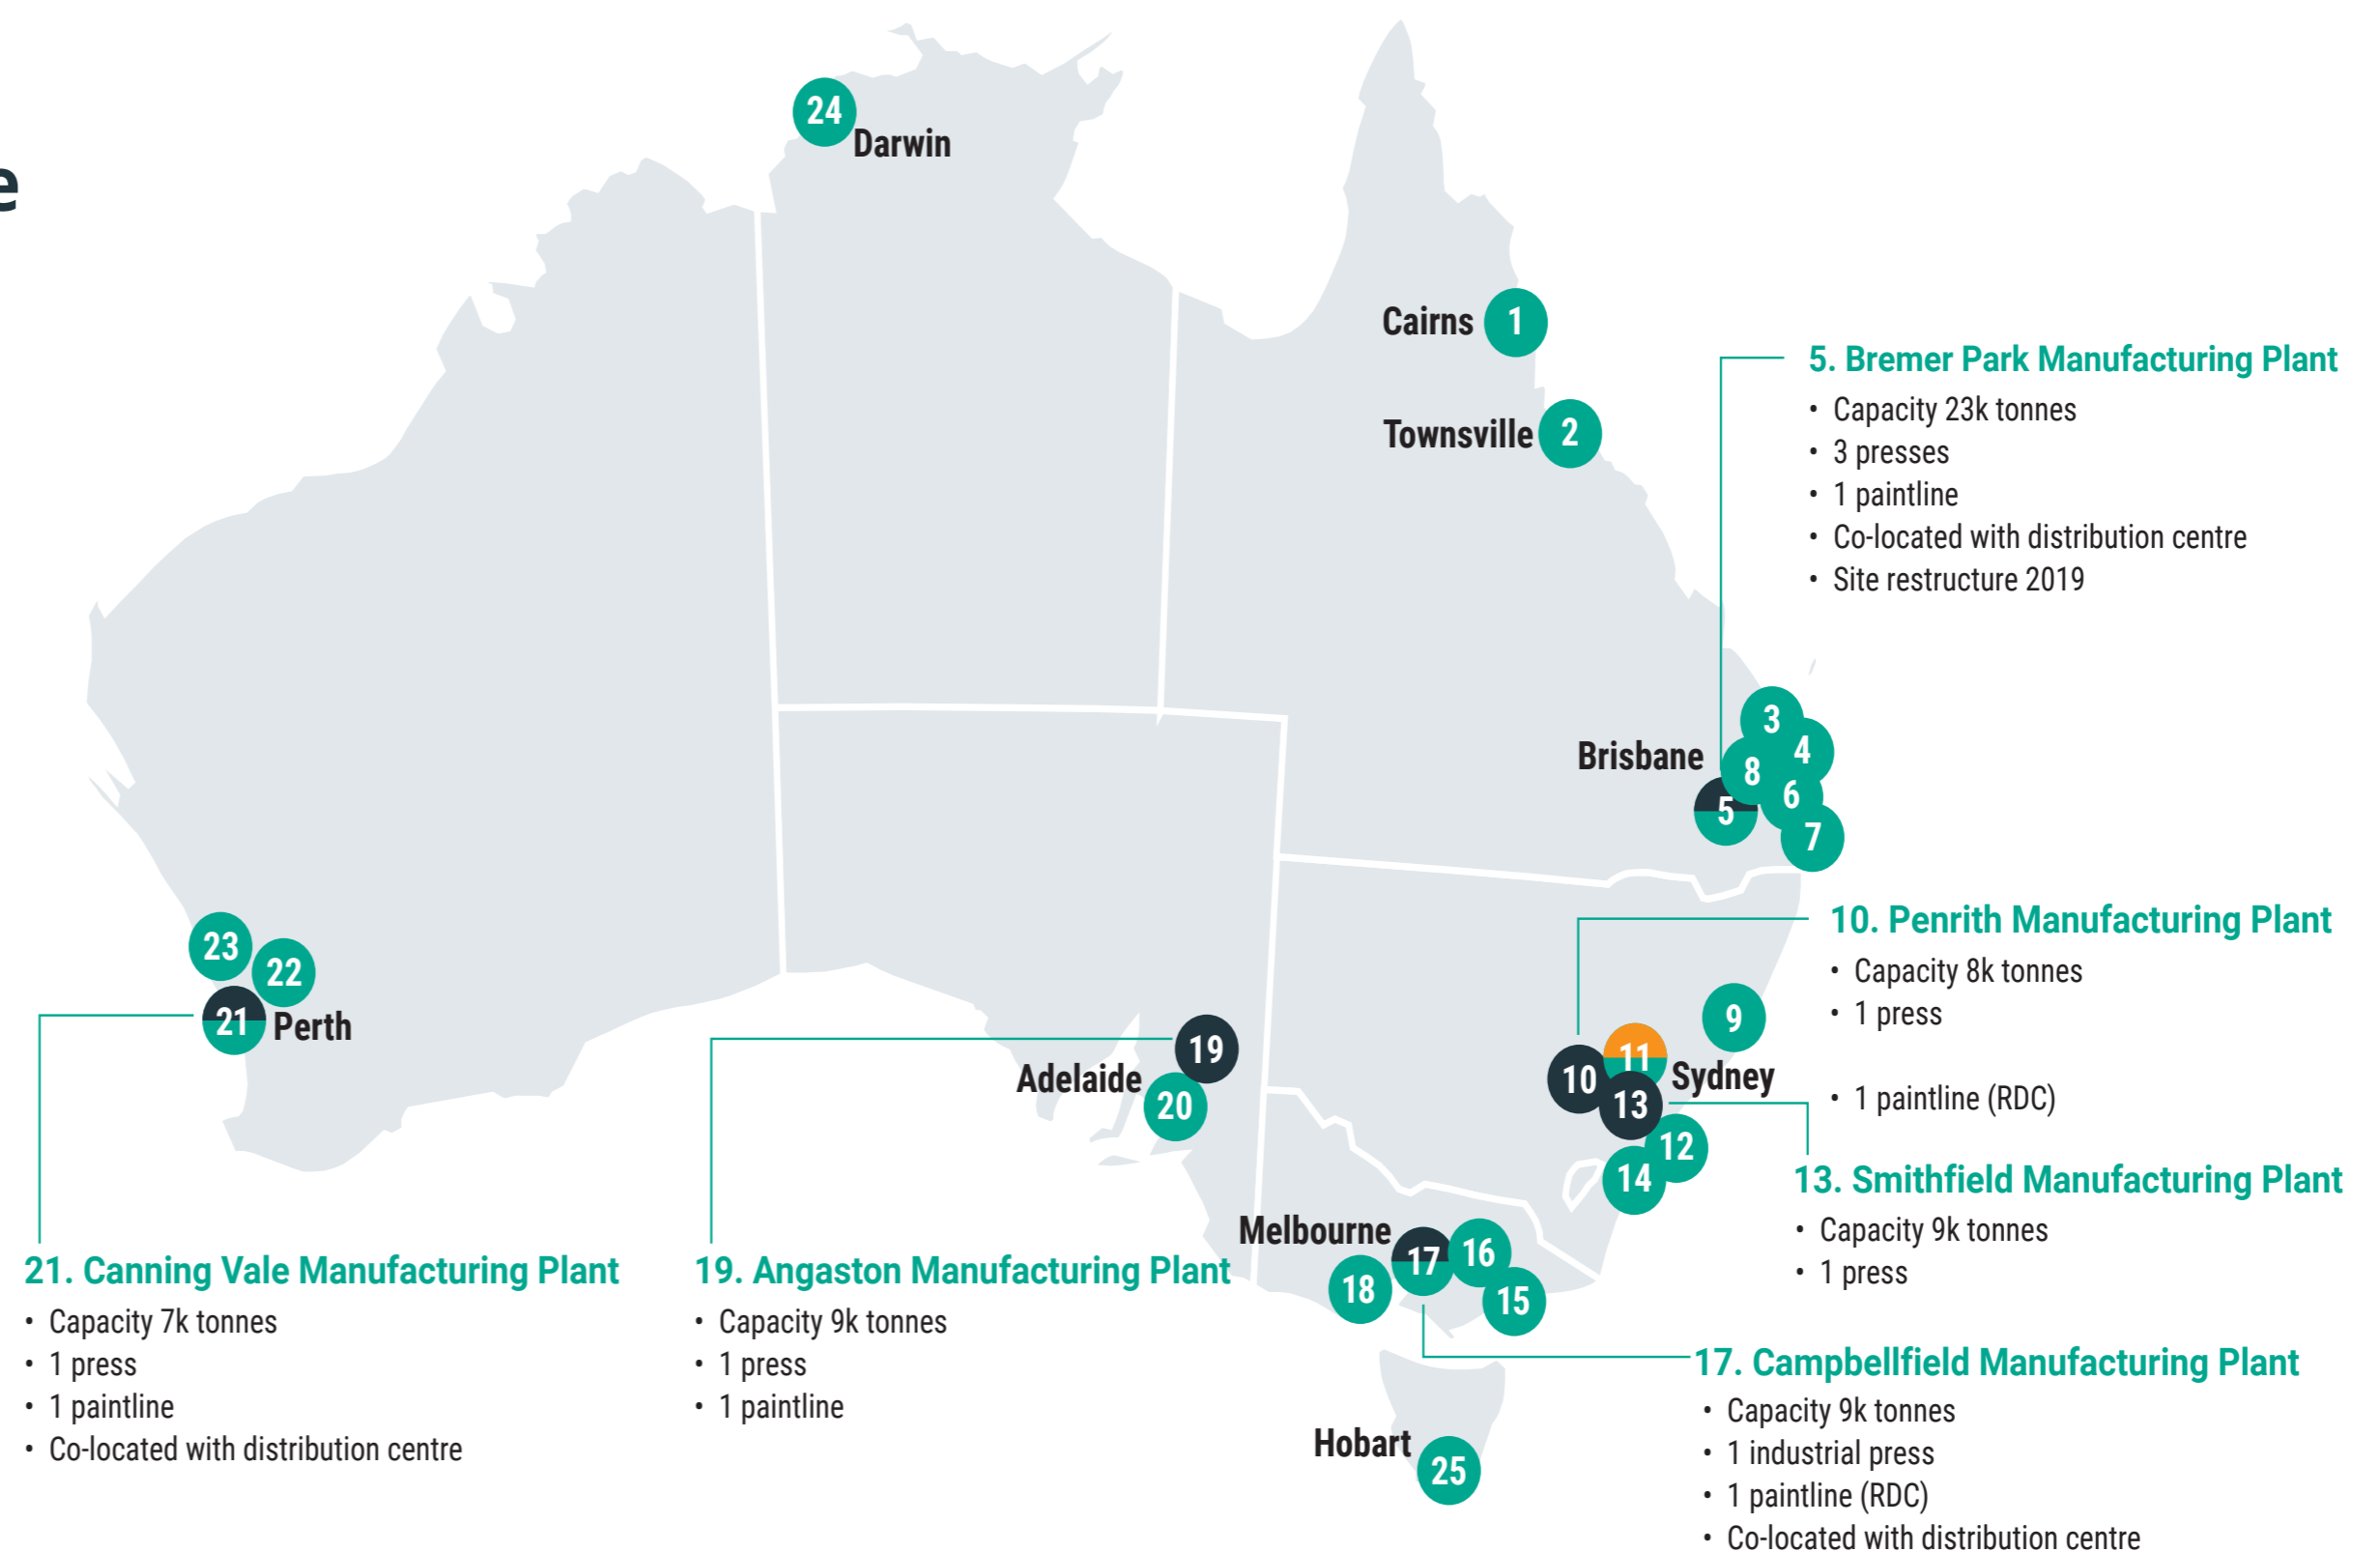 e
24
Darwin
Cairns 1
Townsville 2
5. Bremer Park Manufacturing Plant
• Capacity 23k tonnes
• 3 presses
• 1 paintline
• Co-located with distribution centre
• Site restructure 2019
Brisbane
3
4
8
6
5
7
10. Penrith Manufacturing Plant
• Capacity 8k tonnes
• 1 press
• 1 paintline (RDC)
23
22
21 Perth
9
11
10
Sydney
13
12
14
19
Adelaide
20
13. Smithfield Manufacturing Plant
• Capacity 9k tonnes
• 1 press
Melbourne
17
16
18
15
21. Canning Vale Manufacturing Plant
• Capacity 7k tonnes
• 1 press
• 1 paintline
• Co-located with distribution centre
19. Angaston Manufacturing Plant
• Capacity 9k tonnes
• 1 press
• 1 paintline
17. Campbellfield Manufacturing Plant
• Capacity 9k tonnes
• 1 industrial press
• 1 paintline (RDC)
• Co-located with distribution centre
Hobart
25